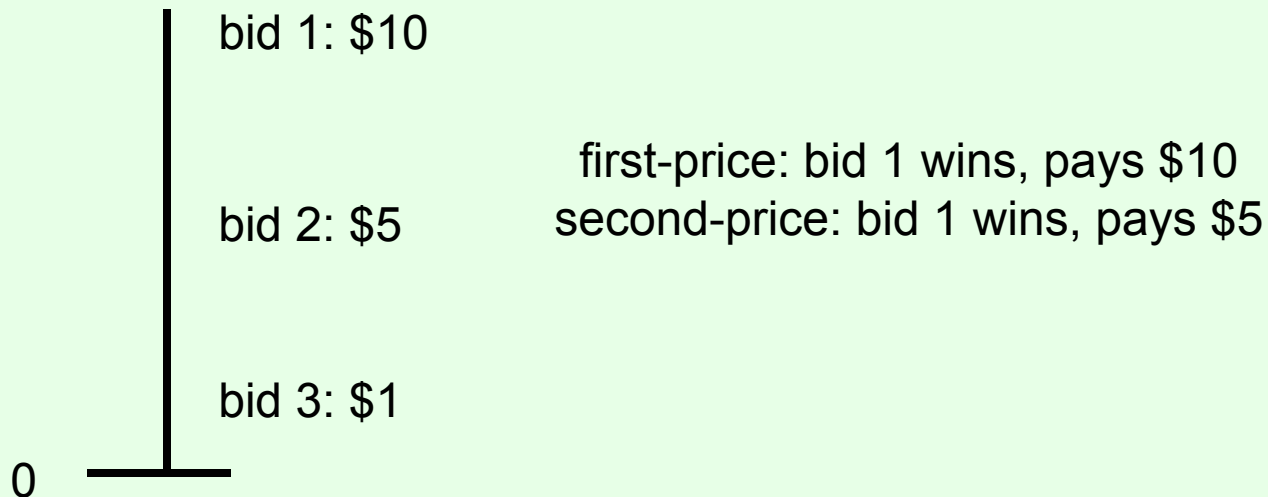 bid 1: $10
first-price: bid 1 wins, pays $10
bid 2: $5
second-price: bid 1 wins, pays $5
bid 3: $1
0